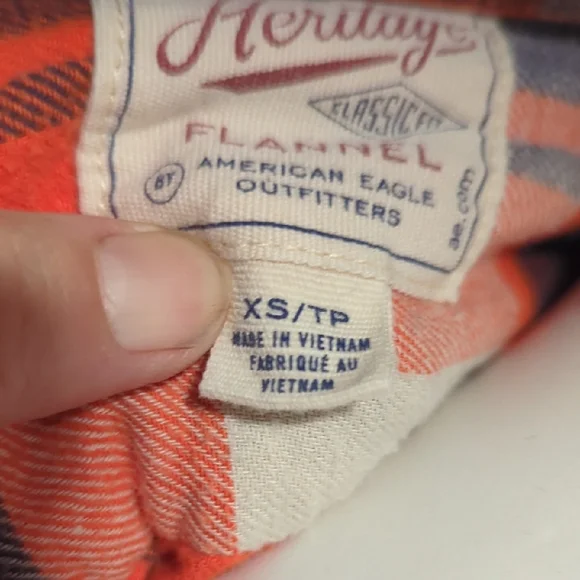 Heritage
CLASSIC FIT
FLANNEL
BY
AMERICAN EAGLE
OUTFITTERS
ae.com
XS/TP
MADE IN VIETNAM
FABRIQUÉ AU
VIETNAM